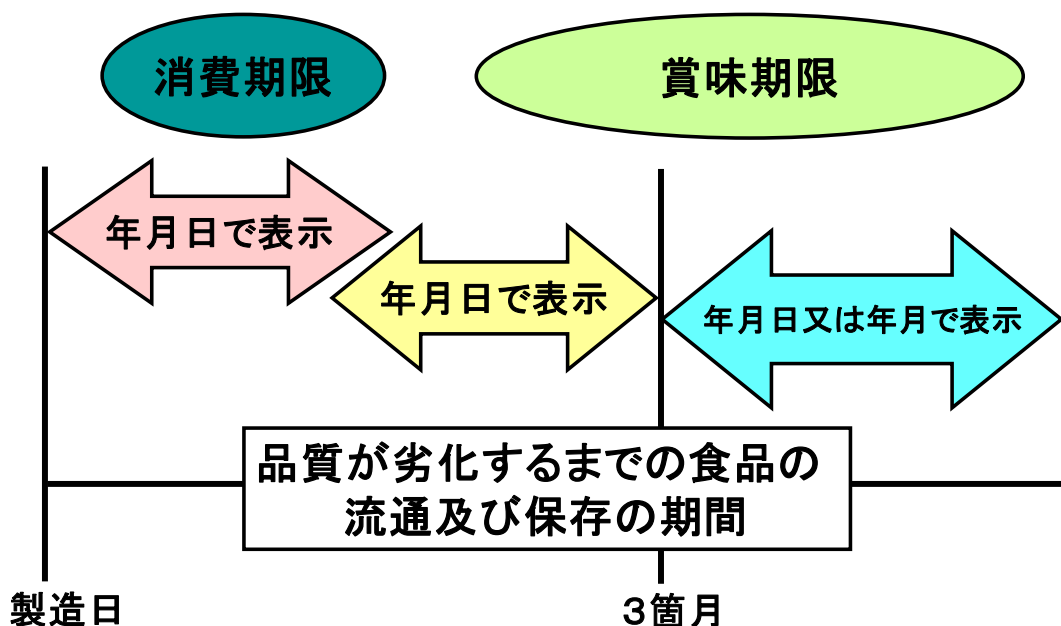 消費期限
賞味期限
年月日で表示
年月日で表示
年月日又は年月で表示
品質が劣化するまでの食品の
流通及び保存の期間
製造日
３箇月